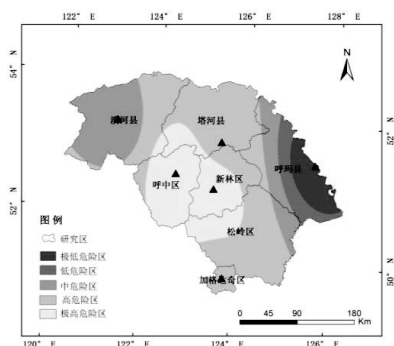 122° E 124° E 126° E 128° E
54° N
52° N
52° N
50° N
N
漠河县
塔河县
呼玛县
呼中区
新林区
松岭区
加格达奇区
图 例
研究区
极低危险区
低危险区
中危险区
高危险区
极高危险区
0 45 90 180
Km
120° E 122° E 124° E 126° E